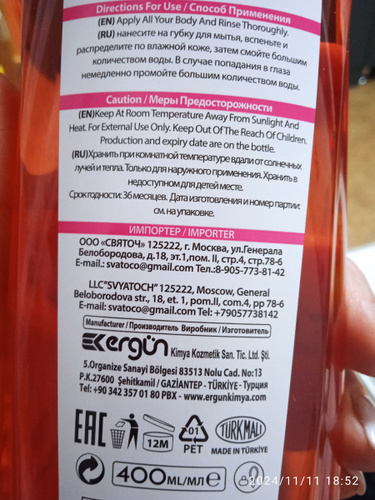 Directions For Use / Способ Применения
(EN) Apply All Your Body And Rinse Thoroughly.
(RU) нанесите на губку для мытья, вспеньте и
распределите по влажной коже, затем смойте большим
количеством воды. В случае попадания в глаза
немедленно промойте большим количеством воды.
Caution / Меры Предосторожности
(EN)Keep At Room Temperature Away From Sunlight And
Heat. For External Use Only. Keep Out Of The Reach Of Children.
Production and expiry date are on the bottle.
(RU)Хранить при комнатной температуре вдали от солнечных
лучей и тепла. Только для наружного применения. Хранить в
недоступном для детей месте.
Срок годности: 36 месяцев. Дата изготовления и номер партии:
см. на упаковке.
ИМПОРТЕР / IMPORTER
ООО «СВЯТОЧ» 125222, г. Москва, ул.Генерала
Белобородова, д.18, эт.1,пом. II, стр.4, стр.78-6
E-mail.: svatoco@gmail.com Тел.:8-905-773-81-42
LLC"SVYATOCH" 125222, Moscow, General
Beloborodova str., 18, et. 1, pom.II, com.4, pp 78-6
E-mail: svatoco@gmail.com tel: +79057738142
Manufacturer / Производитель Виробник / Изготовитель
ergün Kimya Kozmetik San. Tic. Ltd. Şti.
5.Organize Sanayi Bölgesi 83513 Nolu Cad. No:13
P.K.27600 Şehitkamil / GAZİANTEP - TÜRKİYE - Турция
Tel: +90 342 357 01 80 PBX - www.ergunkimya.com
EAC
12M
01
PET
TÜRK MALI
MADE IN TÜRKİYE
400ML/МЛ e
2024/11/11 18:52